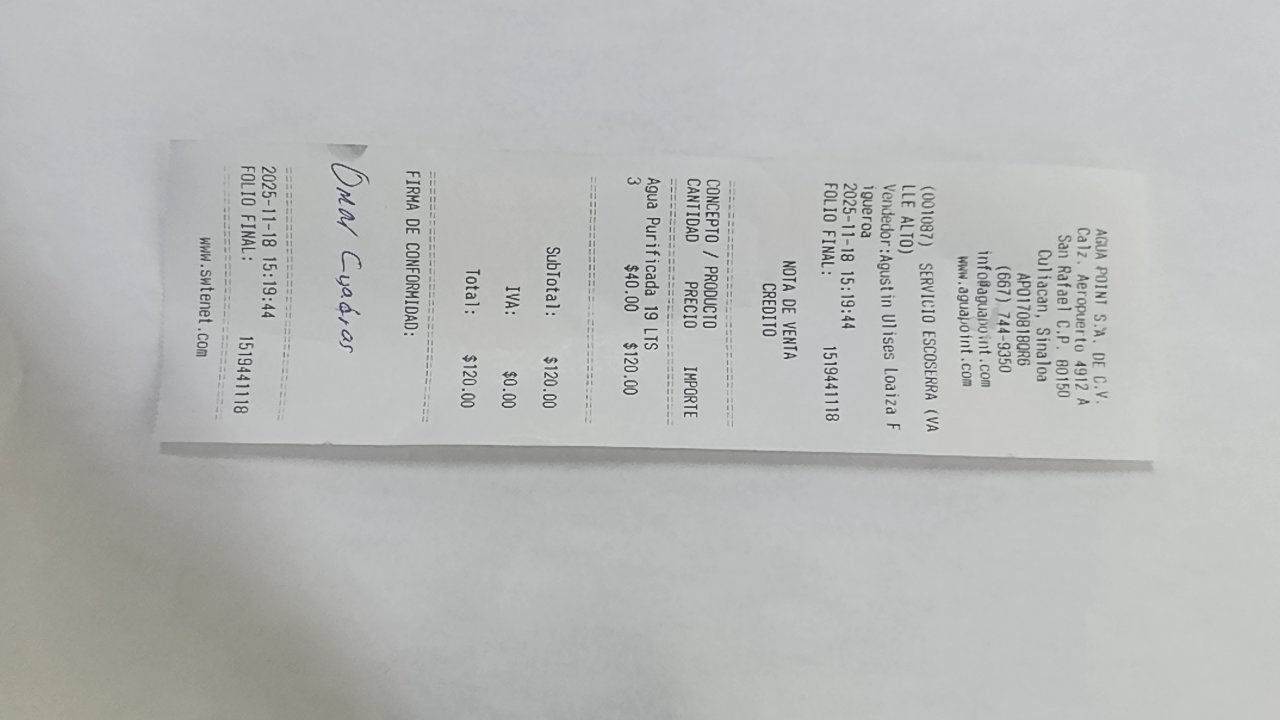 AGUA POINT S.A. DE C.V.
Calz. Aeropuerto 4912 A
San Rafael C.P. 80150
Culiacan, Sinaloa
APO170818QR6
(667) 744-9350
info@aguapoint.com
www.aguapoint.com
(001087) SERVICIO ESCOSERRA (VA
LLE ALTO)
Vendedor:Agustin Ulises Loaiza F
igueroa
2025-11-18 15:19:44
FOLIO FINAL: 1519441118
NOTA DE VENTA
CREDITO
CONCEPTO / PRODUCTO
CANTIDAD PRECIO IMPORTE
Agua Purificada 19 LTS
3 $40.00 $120.00
SubTotal: $120.00
IVA: $0.00
Total: $120.00
FIRMA DE CONFORMIDAD:
Omar Cuadras
2025-11-18 15:19:44
FOLIO FINAL: 1519441118
www.swtenet.com